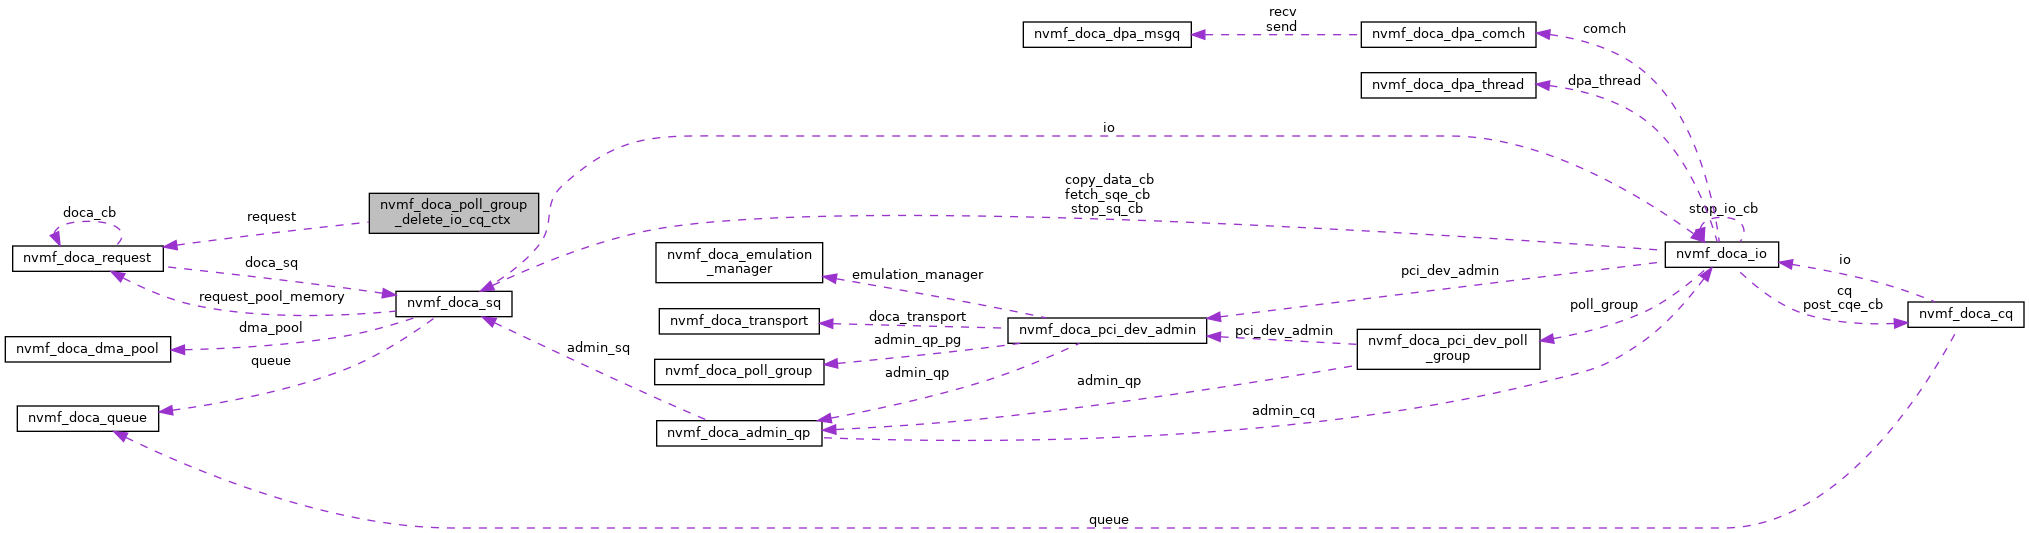 recv
send
nvmf_doca_dpa_msgq
nvmf_doca_dpa_comch
comch
nvmf_doca_dpa_thread
dpa_thread
io
copy_data_cb
fetch_sqe_cb
stop_sq_cb
nvmf_doca_poll_group
_delete_io_cq_ctx
request
doca_cb
nvmf_doca_request
doca_sq
request_pool_memory
nvmf_doca_sq
dma_pool
nvmf_doca_dma_pool
queue
nvmf_doca_queue
nvmf_doca_emulation
_manager
emulation_manager
nvmf_doca_transport
doca_transport
nvmf_doca_pci_dev_admin
admin_qp_pg
nvmf_doca_poll_group
admin_sq
admin_qp
nvmf_doca_admin_qp
pci_dev_admin
pci_dev_admin
nvmf_doca_pci_dev_poll
_group
admin_qp
admin_cq
poll_group
stop_io_cb
nvmf_doca_io
io
cq
post_cqe_cb
nvmf_doca_cq
queue